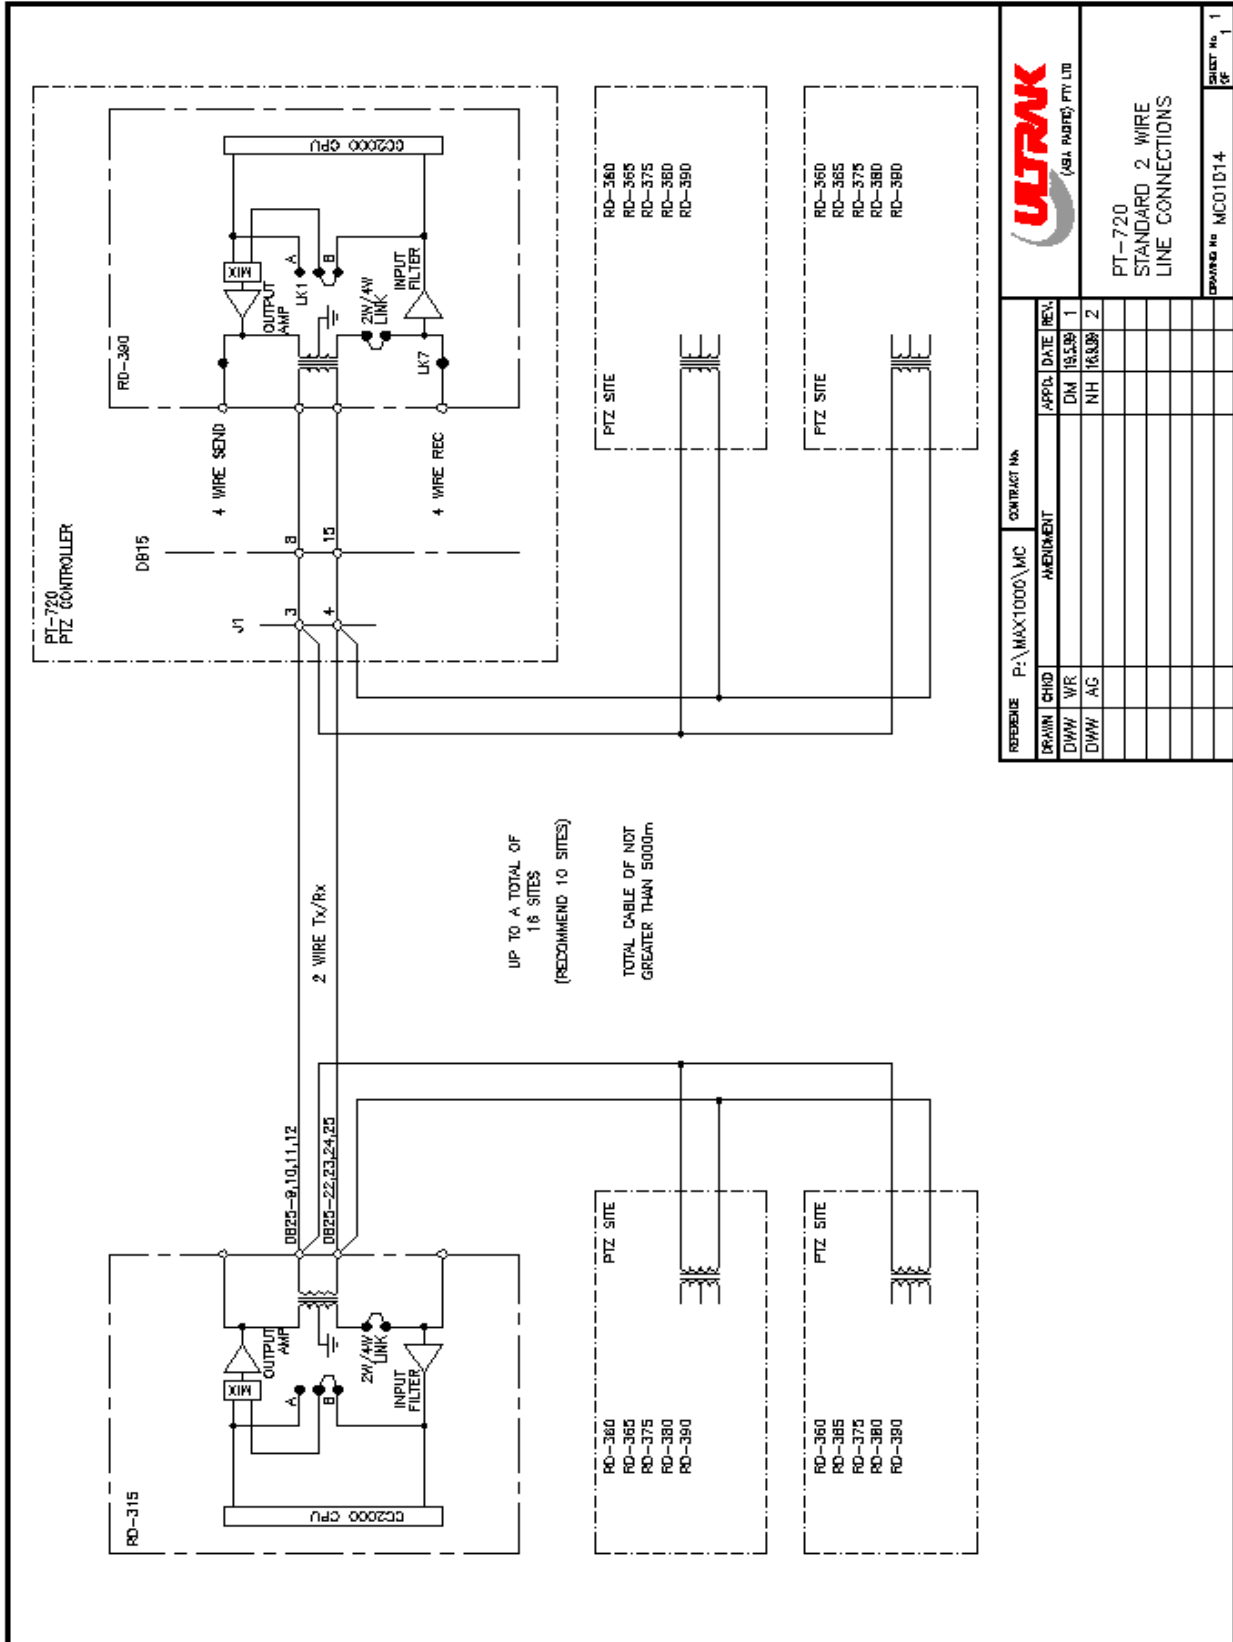 RD-315
CC2000 CPU
MIX
OUTPUT
AMP
A
B
2W/4W
LINK
INPUT
FILTER
DB25-9,10,11,12
DB25-22,23,24,25
2 WIRE Tx/Rx
PT-720
PTZ CONTROLLER
J1
3
4
DB15
8
15
4 WIRE SEND
4 WIRE REC
RD-390
OUTPUT
AMP
MIX
LK1
A
B
2W/4W
LINK
LK7
INPUT
FILTER
CC2000 CPU
UP TO A TOTAL OF
16 SITES
(RECOMMEND 10 SITES)
TOTAL CABLE OF NOT
GREATER THAN 5000m
PTZ SITE
RD-360
RD-365
RD-375
RD-380
RD-390
PTZ SITE
RD-360
RD-365
RD-375
RD-380
RD-390
PTZ SITE
RD-360
RD-365
RD-375
RD-380
RD-390
PTZ SITE
RD-360
RD-365
RD-375
RD-380
RD-390
REFERENCE P:\MAX1000\MC
CONTRACT No.
DRAWN CHKD AMENDMENT APPD. DATE REV.
DWW WR DM 19.5.99 1
DWW AG NH 16.9.99 2
ULTRAK
(ASIA PACIFIC) PTY LTD
PT-720
STANDARD 2 WIRE
LINE CONNECTIONS
DRAWING No MC01D14
SHEET No. 1
OF 1